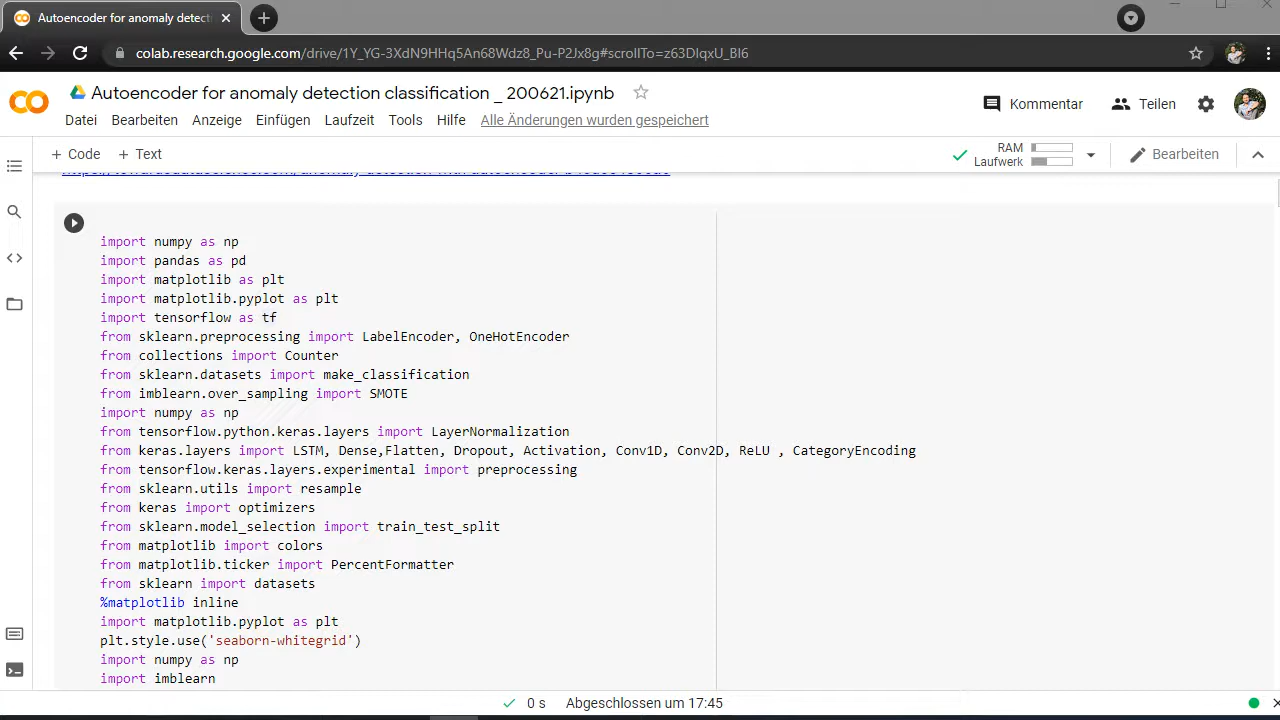 Autoencoder for anomaly detecti
colab.research.google.com/drive/1Y_YG-3XdN9HHq5An68Wdz8_Pu-P2Jx8g#scrollTo=z63DlqxU_Bl6
Autoencoder for anomaly detection classification _ 200621.ipynb
Kommentar
Teilen
Datei Bearbeiten Anzeige Einfügen Laufzeit Tools Hilfe Alle Änderungen wurden gespeichert
+ Code + Text
RAM
Laufwerk
Bearbeiten
import numpy as np
import pandas as pd
import matplotlib as plt
import matplotlib.pyplot as plt
import tensorflow as tf
from sklearn.preprocessing import LabelEncoder, OneHotEncoder
from collections import Counter
from sklearn.datasets import make_classification
from imblearn.over_sampling import SMOTE
import numpy as np
from tensorflow.python.keras.layers import LayerNormalization
from keras.layers import LSTM, Dense,Flatten, Dropout, Activation, Conv1D, Conv2D, ReLU , CategoryEncoding
from tensorflow.keras.layers.experimental import preprocessing
from sklearn.utils import resample
from keras import optimizers
from sklearn.model_selection import train_test_split
from matplotlib import colors
from matplotlib.ticker import PercentFormatter
from sklearn import datasets
%matplotlib inline
import matplotlib.pyplot as plt
plt.style.use('seaborn-whitegrid')
import numpy as np
import imblearn
0 s Abgeschlossen um 17:45